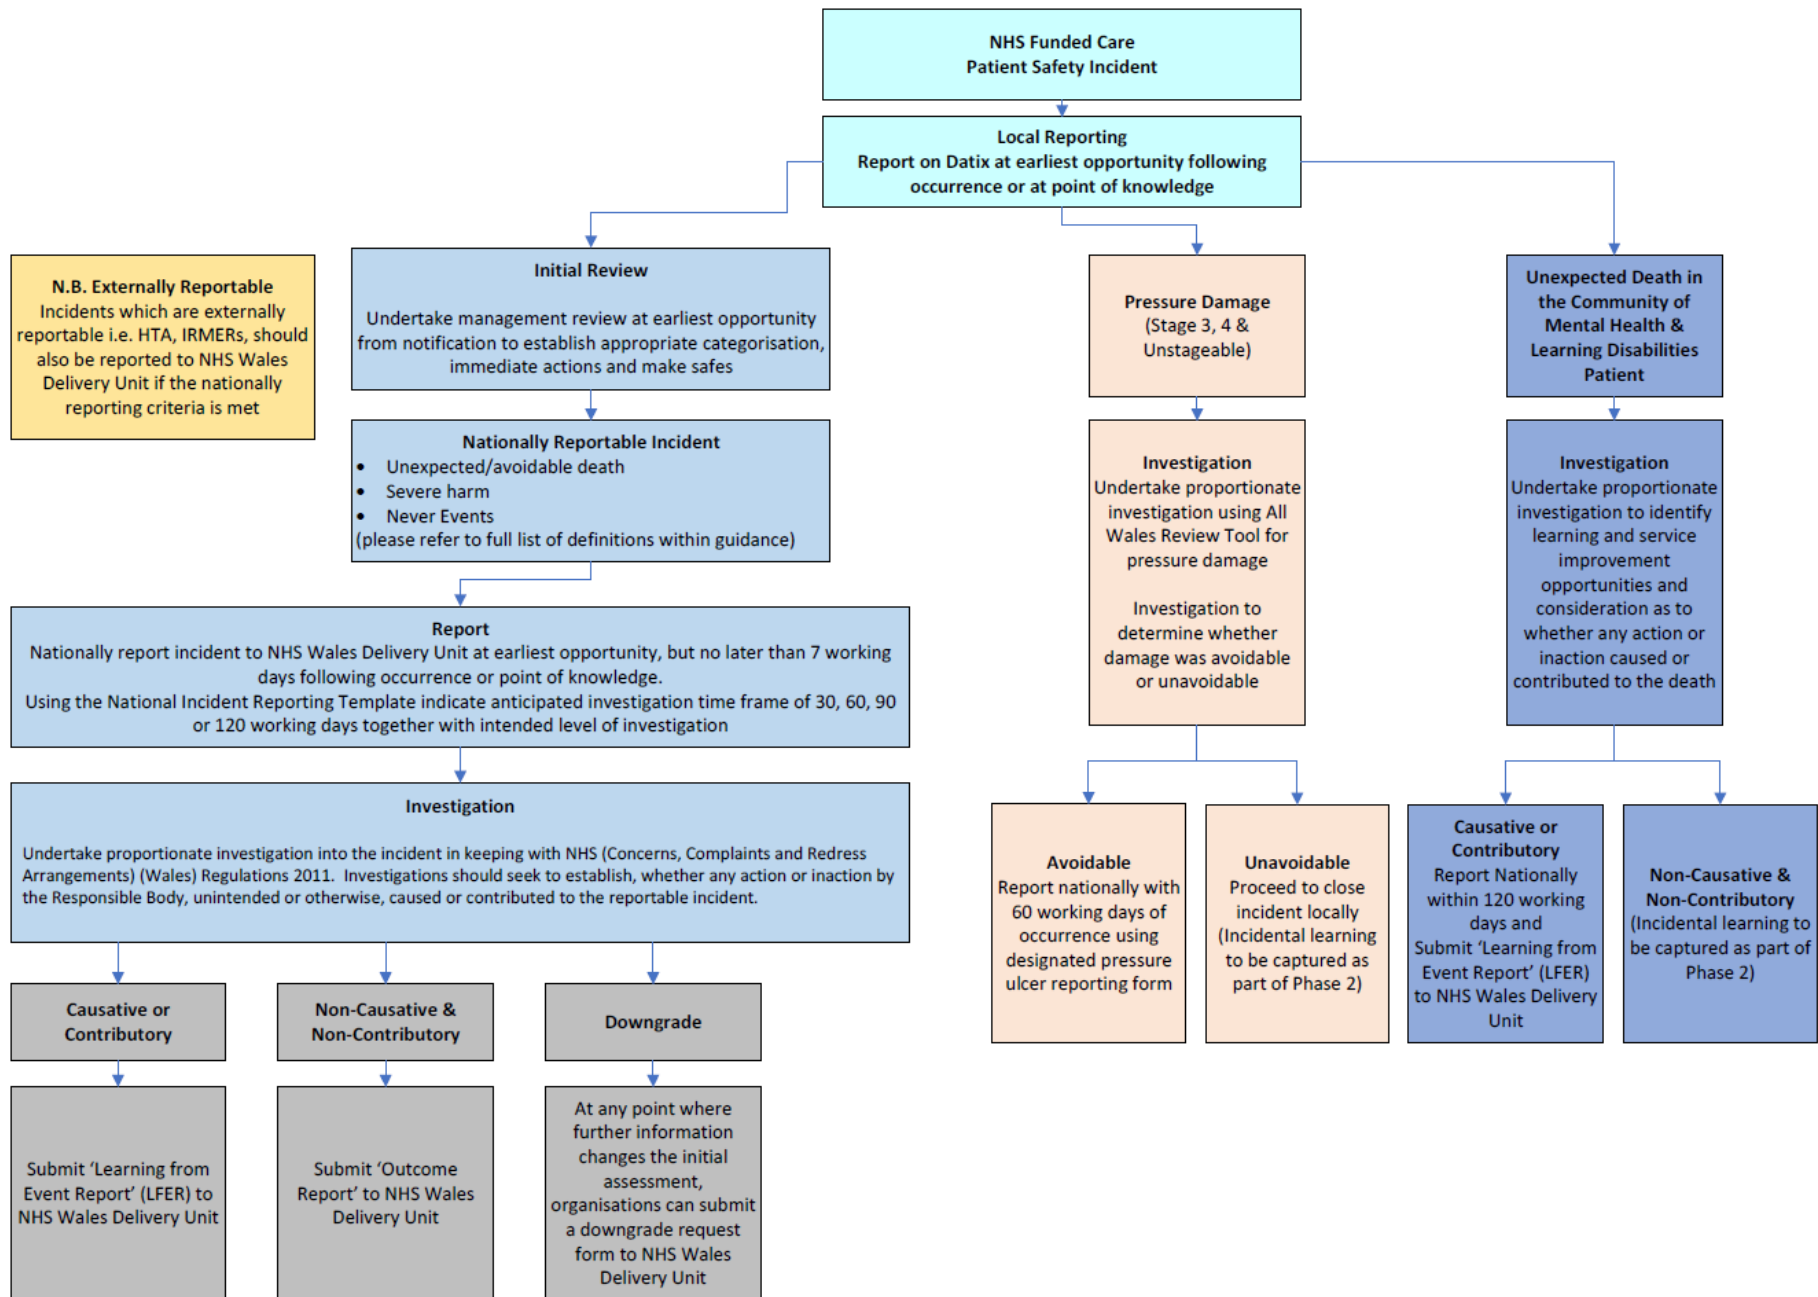 NHS Funded Care
Patient Safety Incident
Local Reporting
Report on Datix at earliest opportunity following
occurrence or at point of knowledge
N.B. Externally Reportable
Incidents which are externally
reportable i.e. HTA, IRMERs, should
also be reported to NHS Wales
Delivery Unit if the nationally
reporting criteria is met
Initial Review
Undertake management review at earliest opportunity
from notification to establish appropriate categorisation,
immediate actions and make safes
Nationally Reportable Incident
• Unexpected/avoidable death
• Severe harm
• Never Events
(please refer to full list of definitions within guidance)
Report
Nationally report incident to NHS Wales Delivery Unit at earliest opportunity, but no later than 7 working
days following occurrence or point of knowledge.
Using the National Incident Reporting Template indicate anticipated investigation time frame of 30, 60, 90
or 120 working days together with intended level of investigation
Investigation
Undertake proportionate investigation into the incident in keeping with NHS (Concerns, Complaints and Redress
Arrangements) (Wales) Regulations 2011. Investigations should seek to establish, whether any action or inaction by
the Responsible Body, unintended or otherwise, caused or contributed to the reportable incident.
Causative or
Contributory
Submit ‘Learning from
Event Report’ (LFER) to
NHS Wales Delivery Unit
Non-Causative &
Non-Contributory
Submit ‘Outcome
Report’ to NHS Wales
Delivery Unit
Downgrade
At any point where
further information
changes the initial
assessment,
organisations can submit
a downgrade request
form to NHS Wales
Delivery Unit
Pressure Damage
(Stage 3, 4 &
Unstageable)
Investigation
Undertake proportionate
investigation using All
Wales Review Tool for
pressure damage
Investigation to
determine whether
damage was avoidable
or unavoidable
Avoidable
Report nationally with
60 working days of
occurrence using
designated pressure
ulcer reporting form
Unavoidable
Proceed to close
incident locally
(Incidental learning
to be captured as
part of Phase 2)
Unexpected Death in
the Community of
Mental Health &
Learning Disabilities
Patient
Investigation
Undertake proportionate
investigation to identify
learning and service
improvement
opportunities and
consideration as to
whether any action or
inaction caused or
contributed to the death
Causative or
Contributory
Report Nationally
within 120 working
days and
Submit ‘Learning from
Event Report’ (LFER)
to NHS Wales Delivery
Unit
Non-Causative &
Non-Contributory
(Incidental learning to
be captured as part of
Phase 2)